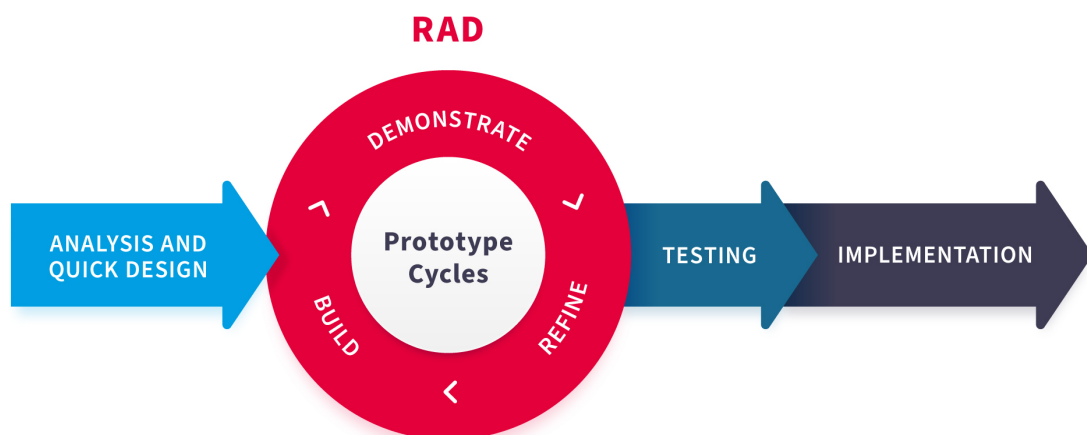 RAD
ANALYSIS AND
QUICK DESIGN
DEMONSTRATE
Prototype
Cycles
BUILD
REFINE
TESTING
IMPLEMENTATION